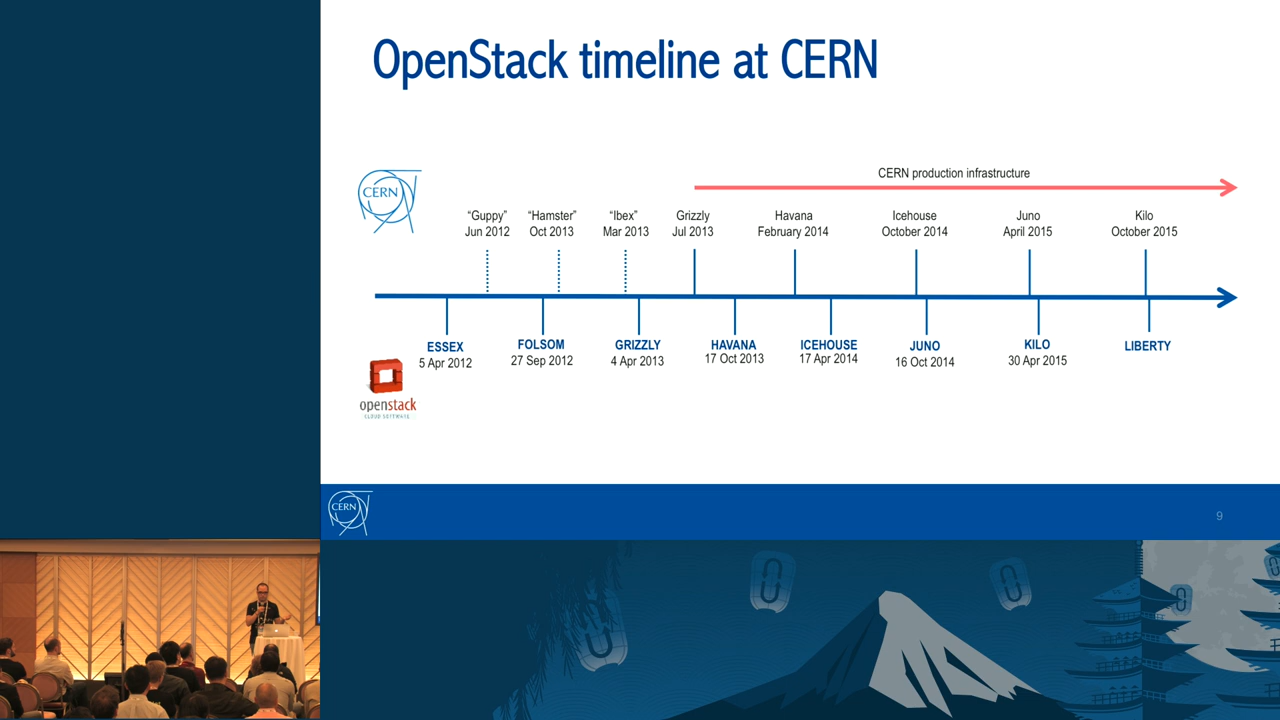 OpenStack timeline at CERN
CERN production infrastructure
CERN
“Guppy”
Jun 2012
“Hamster”
Oct 2013
“Ibex”
Mar 2013
Grizzly
Jul 2013
Havana
February 2014
Icehouse
October 2014
Juno
April 2015
Kilo
October 2015
ESSEX
5 Apr 2012
FOLSOM
27 Sep 2012
GRIZZLY
4 Apr 2013
HAVANA
17 Oct 2013
ICEHOUSE
17 Apr 2014
JUNO
16 Oct 2014
KILO
30 Apr 2015
LIBERTY
openstack
CLOUD SOFTWARE
CERN
9